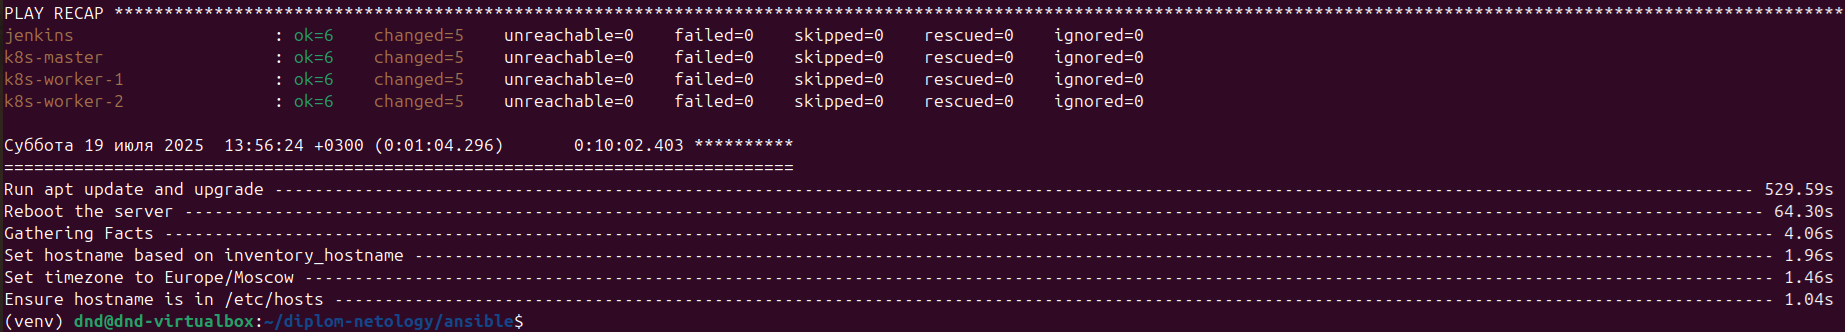 PLAY RECAP *****************************************************************************************************************************************************************************
jenkins                    : ok=6    changed=5    unreachable=0    failed=0    skipped=0    rescued=0    ignored=0
k8s-master                 : ok=6    changed=5    unreachable=0    failed=0    skipped=0    rescued=0    ignored=0
k8s-worker-1               : ok=6    changed=5    unreachable=0    failed=0    skipped=0    rescued=0    ignored=0
k8s-worker-2               : ok=6    changed=5    unreachable=0    failed=0    skipped=0    rescued=0    ignored=0
Суббота 19 июля 2025  13:56:24 +0300 (0:01:04.296)       0:10:02.403 **********
===============================================================================
Run apt update and upgrade ---------------------------------------------------------------------------------------------------------------------------------------------------- 529.59s
Reboot the server -------------------------------------------------------------------------------------------------------------------------------------------------------------- 64.30s
Gathering Facts ----------------------------------------------------------------------------------------------------------------------------------------------------------------- 4.06s
Set hostname based on inventory_hostname ---------------------------------------------------------------------------------------------------------------------------------------- 1.96s
Set timezone to Europe/Moscow --------------------------------------------------------------------------------------------------------------------------------------------------- 1.46s
Ensure hostname is in /etc/hosts ------------------------------------------------------------------------------------------------------------------------------------------------ 1.04s
(venv) dnd@dnd-virtualbox:~/diplom-netology/ansible$